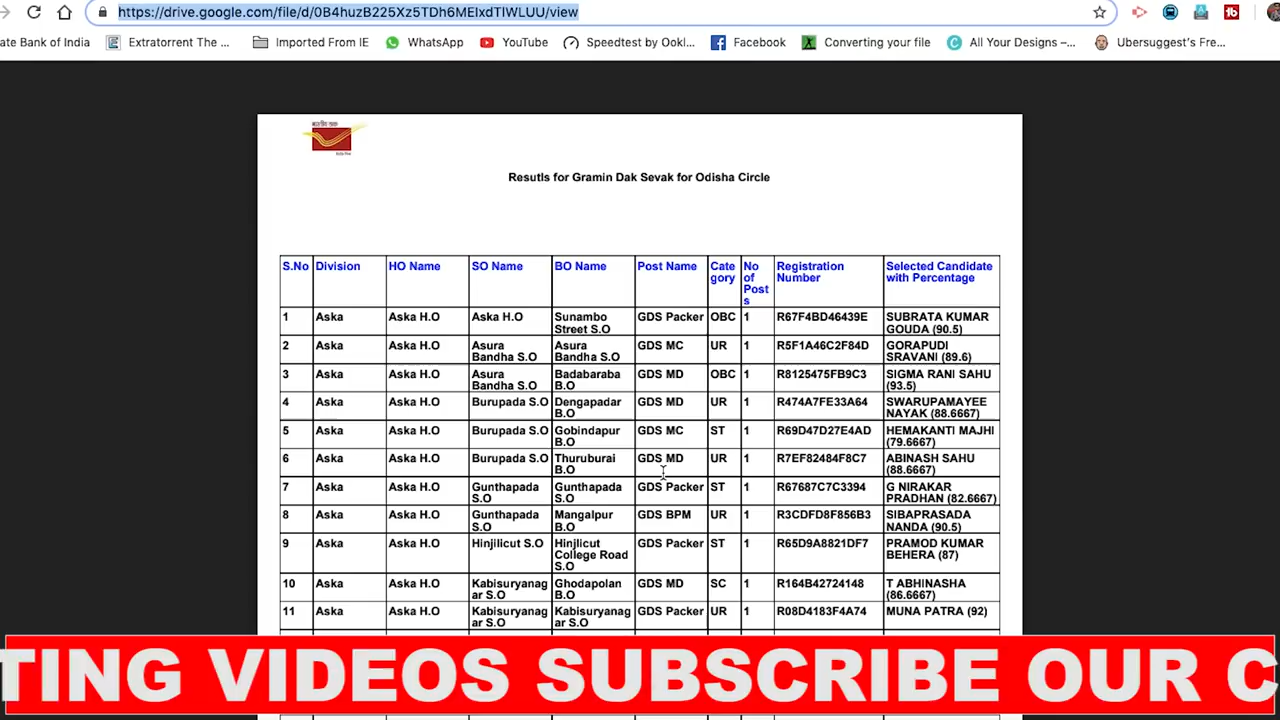 https://drive.google.com/file/d/0B4huzB225Xz5TDh6MElxdTlWLUU/view
ate Bank of India Extratorrent The ... Imported From IE WhatsApp YouTube Speedtest by Ookl... Facebook Converting your file All Your Designs –... Ubersuggest's Fre...
Resutls for Gramin Dak Sevak for Odisha Circle
S.No Division HO Name SO Name BO Name Post Name Cate No Registration Selected Candidate
gory of Number with Percentage
Post
s
1 Aska Aska H.O Aska H.O Sunambo GDS Packer OBC 1 R67F4BD46439E SUBRATA KUMAR
Street S.O GOUDA (90.5)
2 Aska Aska H.O Asura Asura GDS MC UR 1 R5F1A46C2F84D GORAPUDI
Bandha S.O Bandha S.O SRAVANI (89.6)
3 Aska Aska H.O Asura Badabaraba GDS MD OBC 1 R8125475FB9C3 SIGMA RANI SAHU
Bandha S.O B.O (93.5)
4 Aska Aska H.O Burupada S.O Dengapadar GDS MD UR 1 R474A7FE33A64 SWARUPAMAYEE
B.O NAYAK (88.6667)
5 Aska Aska H.O Burupada S.O Gobindapur GDS MC ST 1 R69D47D27E4AD HEMAKANTI MAJHI
B.O (79.6667)
6 Aska Aska H.O Burupada S.O Thuruburai GDS MD UR 1 R7EF82484F8C7 ABINASH SAHU
B.O (88.6667)
7 Aska Aska H.O Gunthapada Gunthapada GDS Packer ST 1 R67687C7C3394 G NIRAKAR
S.O S.O PRADHAN (82.6667)
8 Aska Aska H.O Gunthapada Mangalpur GDS BPM UR 1 R3CDFD8F856B3 SIBAPRASADA
S.O B.O NANDA (90.5)
9 Aska Aska H.O Hinjilicut S.O Hinjlicut GDS Packer ST 1 R65D9A8821DF7 PRAMOD KUMAR
College Road BEHERA (87)
S.O
10 Aska Aska H.O Kabisuryanag Ghodapolan GDS MD SC 1 R164B42724148 T ABHINASHA
ar S.O B.O (86.6667)
11 Aska Aska H.O Kabisuryanag Kabisuryanag GDS Packer UR 1 R08D4183F4A74 MUNA PATRA (92)
ar S.O ar S.O
TING VIDEOS SUBSCRIBE OUR C